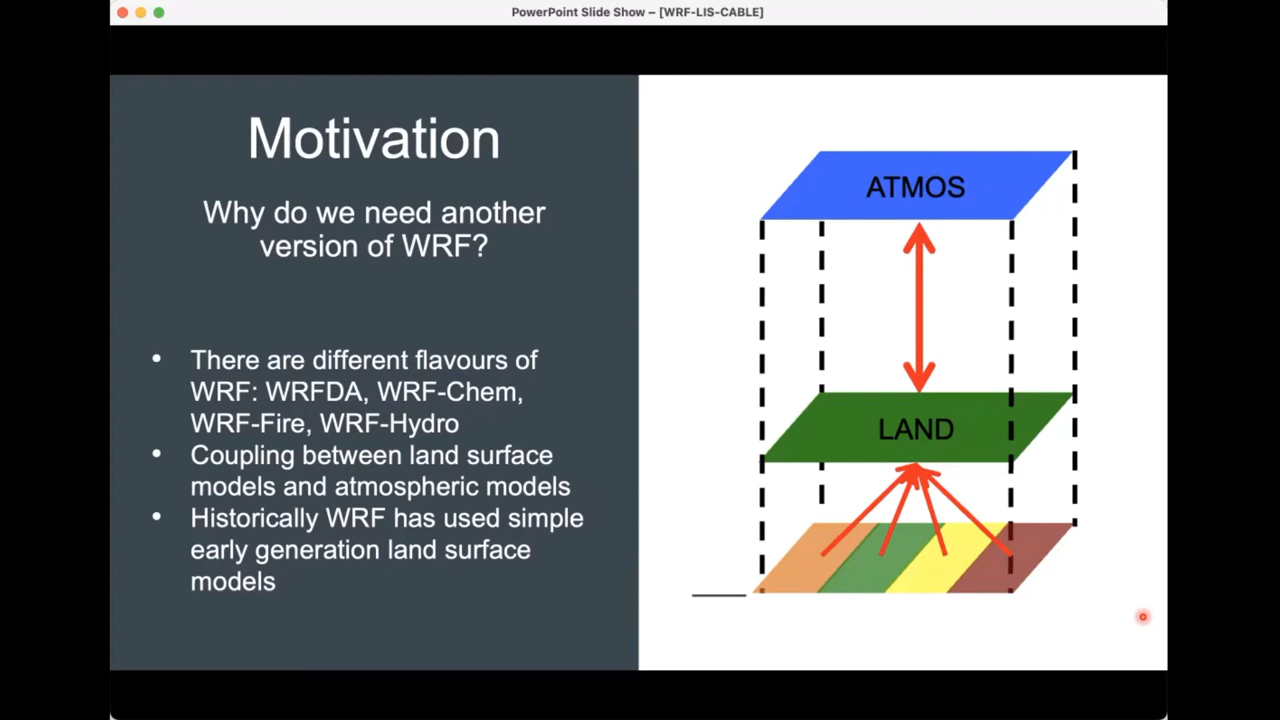 PowerPoint Slide Show – [WRF-LIS-CABLE]
Motivation
Why do we need another
version of WRF?
• There are different flavours of
WRF: WRFDA, WRF-Chem,
WRF-Fire, WRF-Hydro
• Coupling between land surface
models and atmospheric models
• Historically WRF has used simple
early generation land surface
models
ATMOS
LAND